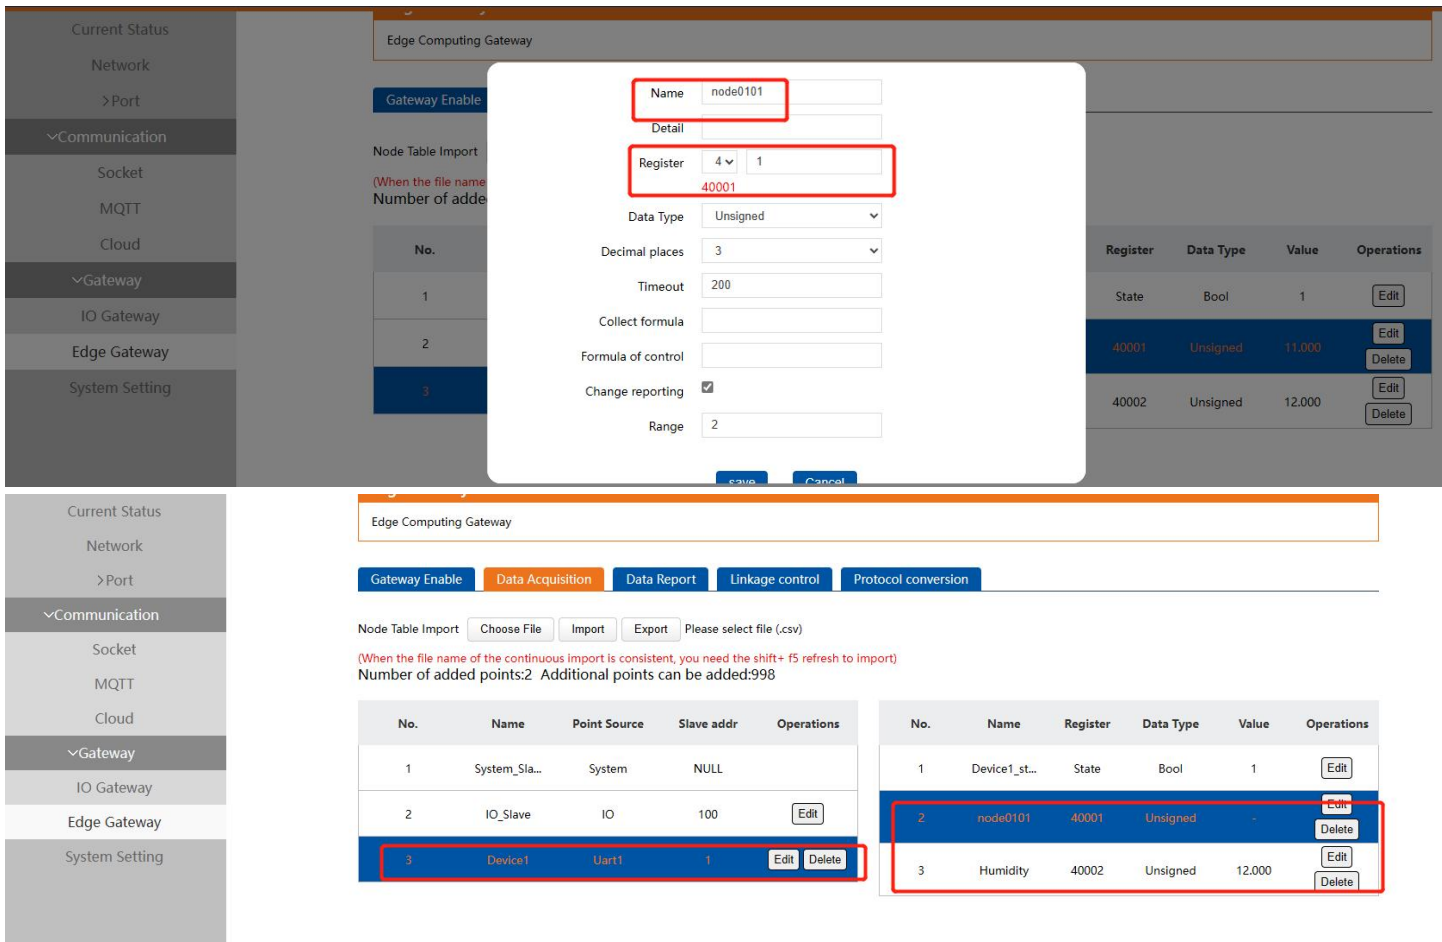 Current Status
Network
>Port
Communication
Socket
MQTT
Cloud
Gateway
IO Gateway
Edge Gateway
System Setting
Edge Computing Gateway
Gateway Enable
Node Table Import
(When the file name
Number of adde
No.
1
2
3
Name node0101
Detail
Register 4 1
40001
Data Type Unsigned
Decimal places 3
Timeout 200
Collect formula
Formula of control
Change reporting
Range 2
save Cancel
Register Data Type Value Operations
State Bool 1 Edit
40001 Unsigned 11.000 Edit Delete
40002 Unsigned 12.000 Edit Delete
Current Status
Network
>Port
Communication
Socket
MQTT
Cloud
Gateway
IO Gateway
Edge Gateway
System Setting
Edge Computing Gateway
Gateway Enable Data Acquisition Data Report Linkage control Protocol conversion
Node Table Import Choose File Import Export Please select file (.csv)
(When the file name of the continuous import is consistent, you need the shift+ f5 refresh to import)
Number of added points:2 Additional points can be added:998
No. Name Point Source Slave addr Operations
1 System_Sla... System NULL
2 IO_Slave IO 100 Edit
3 Device1 Uart1 1 Edit Delete
No. Name Register Data Type Value Operations
1 Device1_st... State Bool 1 Edit
2 node0101 40001 Unsigned - Edit Delete
3 Humidity 40002 Unsigned 12.000 Edit Delete